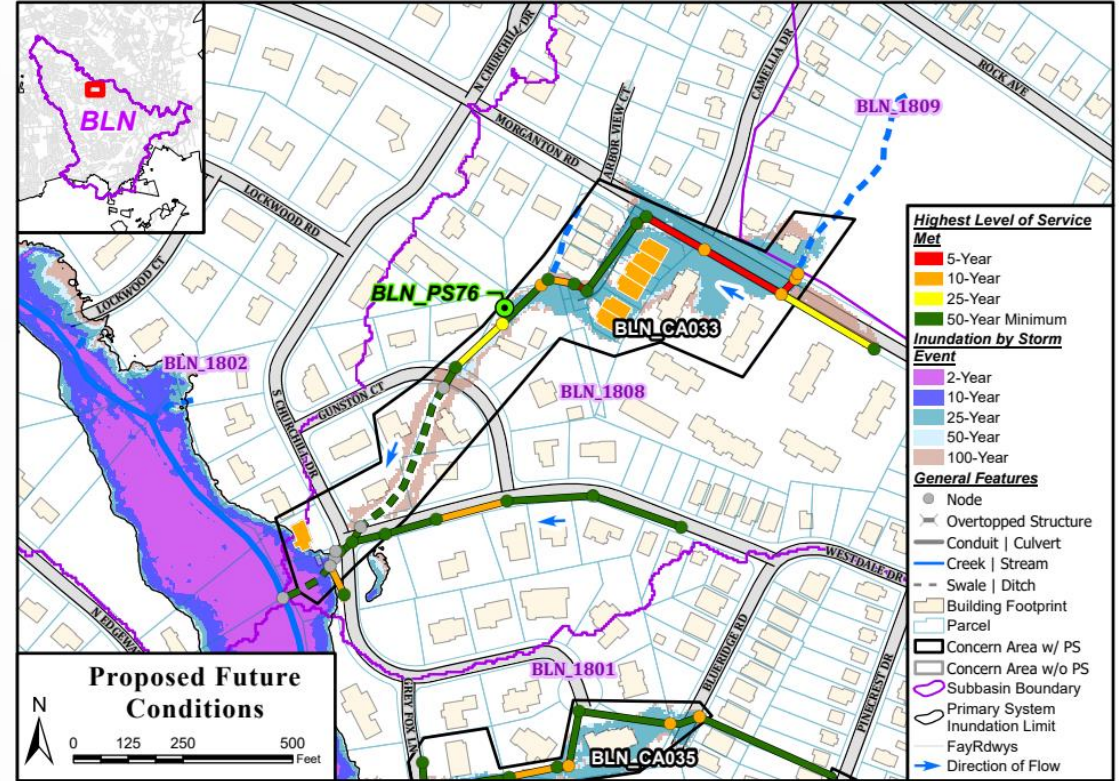 BLN
N CHURCHILL DR
MORGANTON RD
ARBOR VIEW CT
CAMELLIA DR
ROCK AVE
BLN_1809
LOCKWOOD RD
LOCKWOOD CT
BLN_PS76
BLN_CA033
BLN_1802
BLN_1808
GUNSTON CT
S CHURCHILL DR
WESTDALE DR
N EDGEWA
BLN_1801
BLUERIDGE RD
PINECREST DR
GREY FOX LN
BLN_CA035
Proposed Future
Conditions
N
0 125 250 500
Feet
Highest Level of Service
Met
5-Year
10-Year
25-Year
50-Year Minimum
Inundation by Storm
Event
2-Year
10-Year
25-Year
50-Year
100-Year
General Features
Node
Overtopped Structure
Conduit | Culvert
Creek | Stream
Swale | Ditch
Building Footprint
Parcel
Concern Area w/ PS
Concern Area w/o PS
Subbasin Boundary
Primary System
Inundation Limit
FayRdwys
Direction of Flow